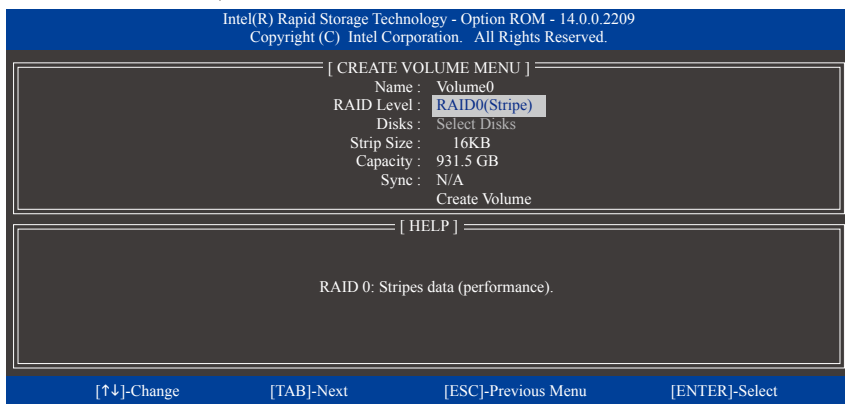 Intel(R) Rapid Storage Technology - Option ROM - 14.0.0.2209
Copyright (C) Intel Corporation. All Rights Reserved.
[ CREATE VOLUME MENU ]
Name : Volume0
RAID Level : RAID0(Stripe)
Disks : Select Disks
Strip Size : 16KB
Capacity : 931.5 GB
Sync : N/A
Create Volume
[ HELP ]
RAID 0: Stripes data (performance).
[↑↓]-Change [TAB]-Next [ESC]-Previous Menu [ENTER]-Select